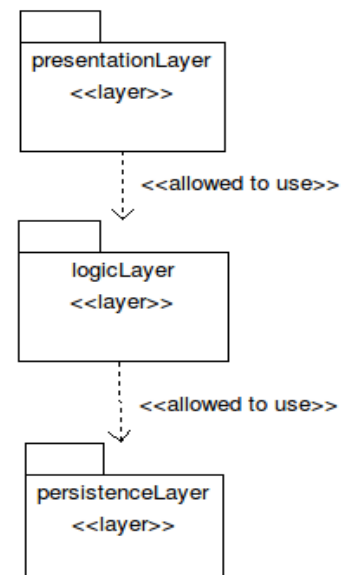 presentationLayer
<<layer>>
<<allowed to use>>
logicLayer
<<layer>>
<<allowed to use>>
persistenceLayer
<<layer>>